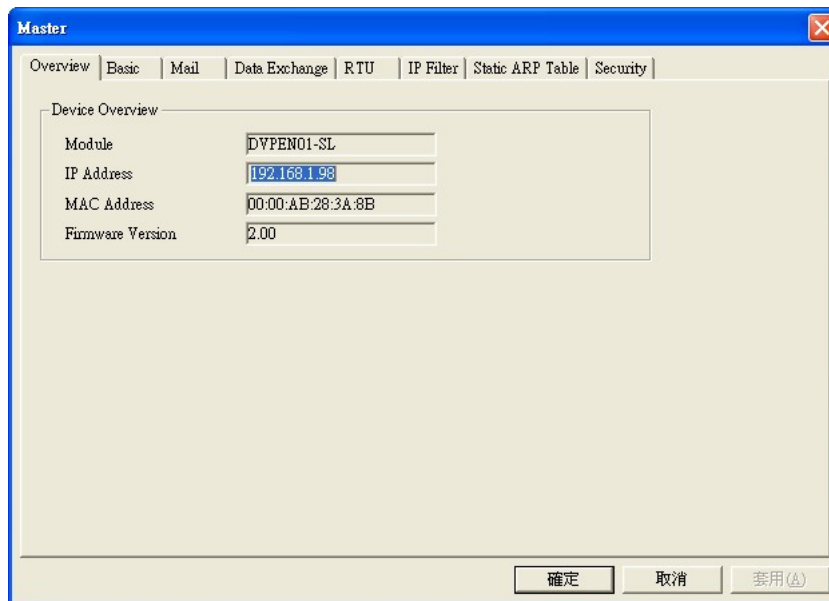 Master
Overview Basic Mail Data Exchange RTU IP Filter Static ARP Table Security
Device Overview
Module DVPEN01-SL
IP Address 192.168.1.98
MAC Address 00:00:AB:28:3A:8B
Firmware Version 2.00
確定 取消 套用(A)